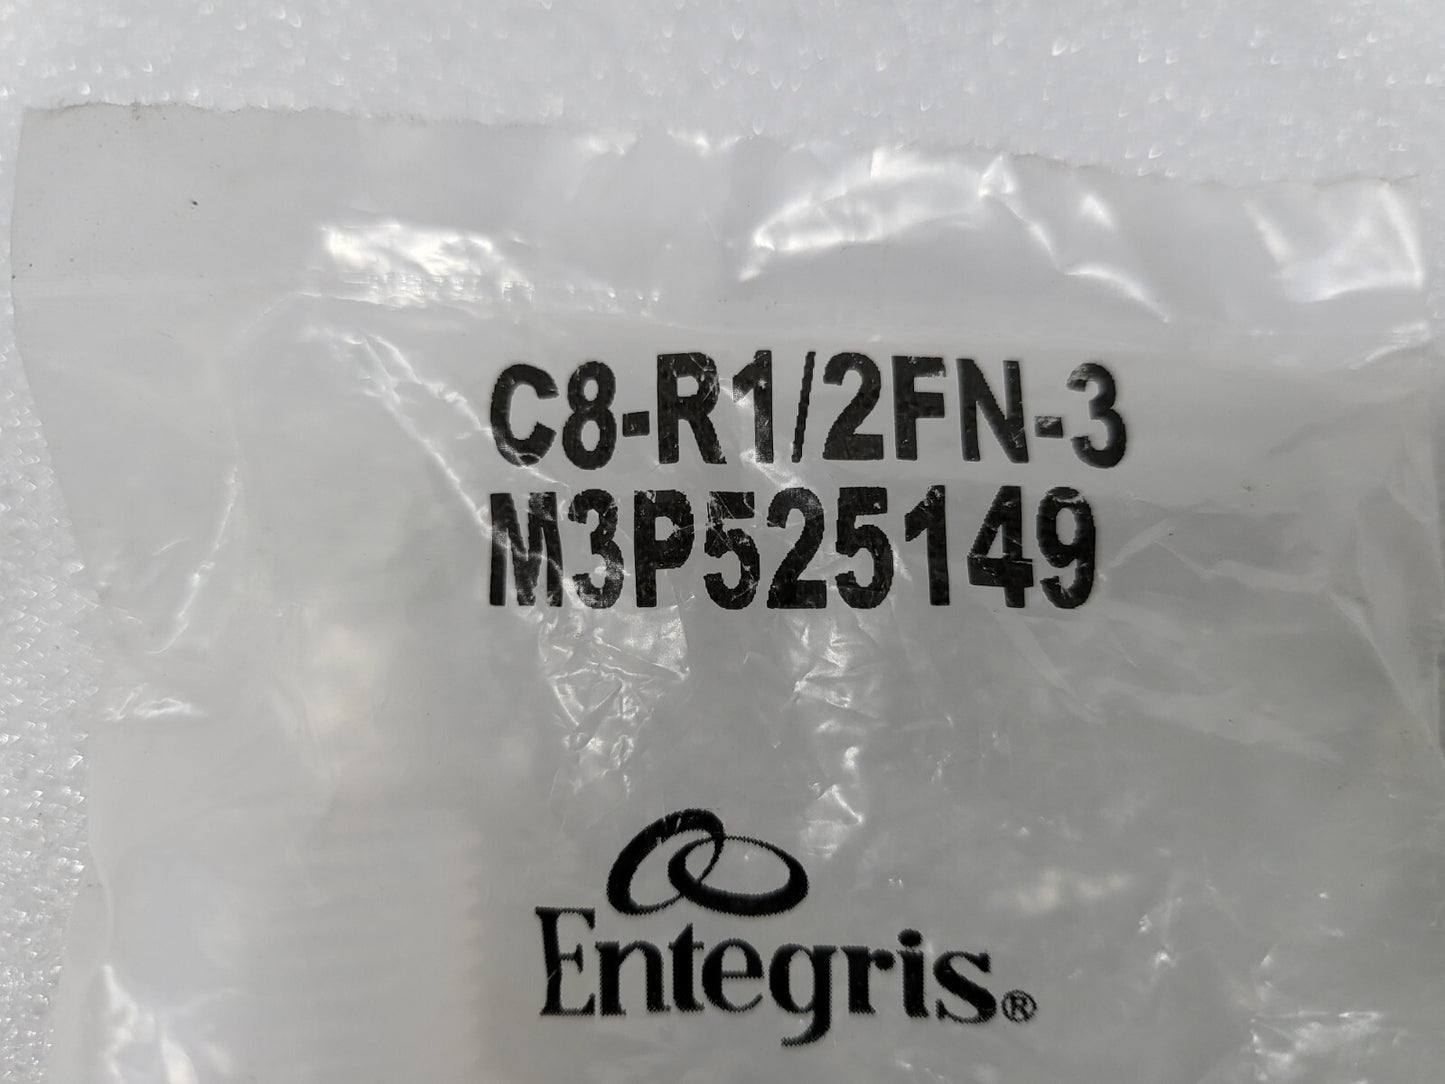 C8-R1/2FN-3
M3P525149
Entegris®